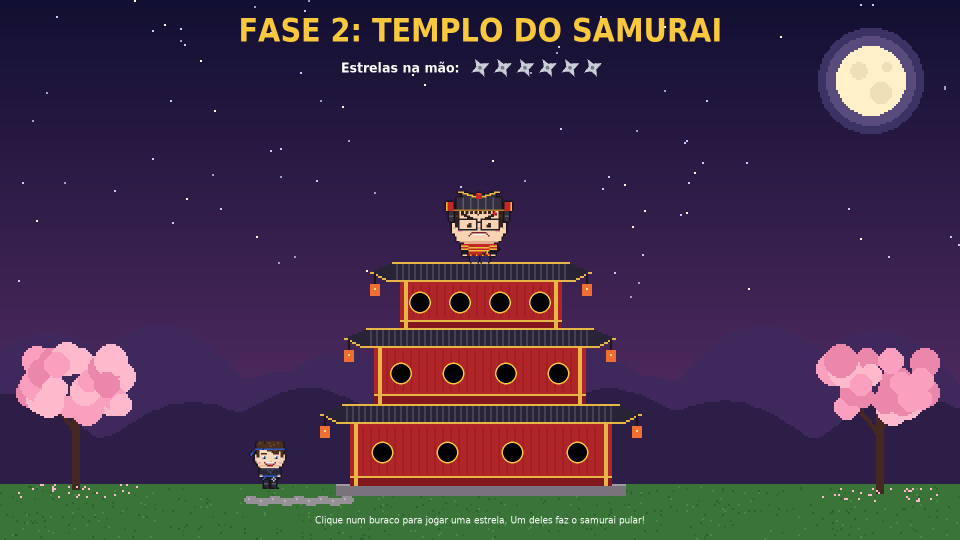 FASE 2: TEMPLO DO SAMURAI
Estrelas na mão:
Clique num buraco para jogar uma estrela. Um deles faz o samurai pular!